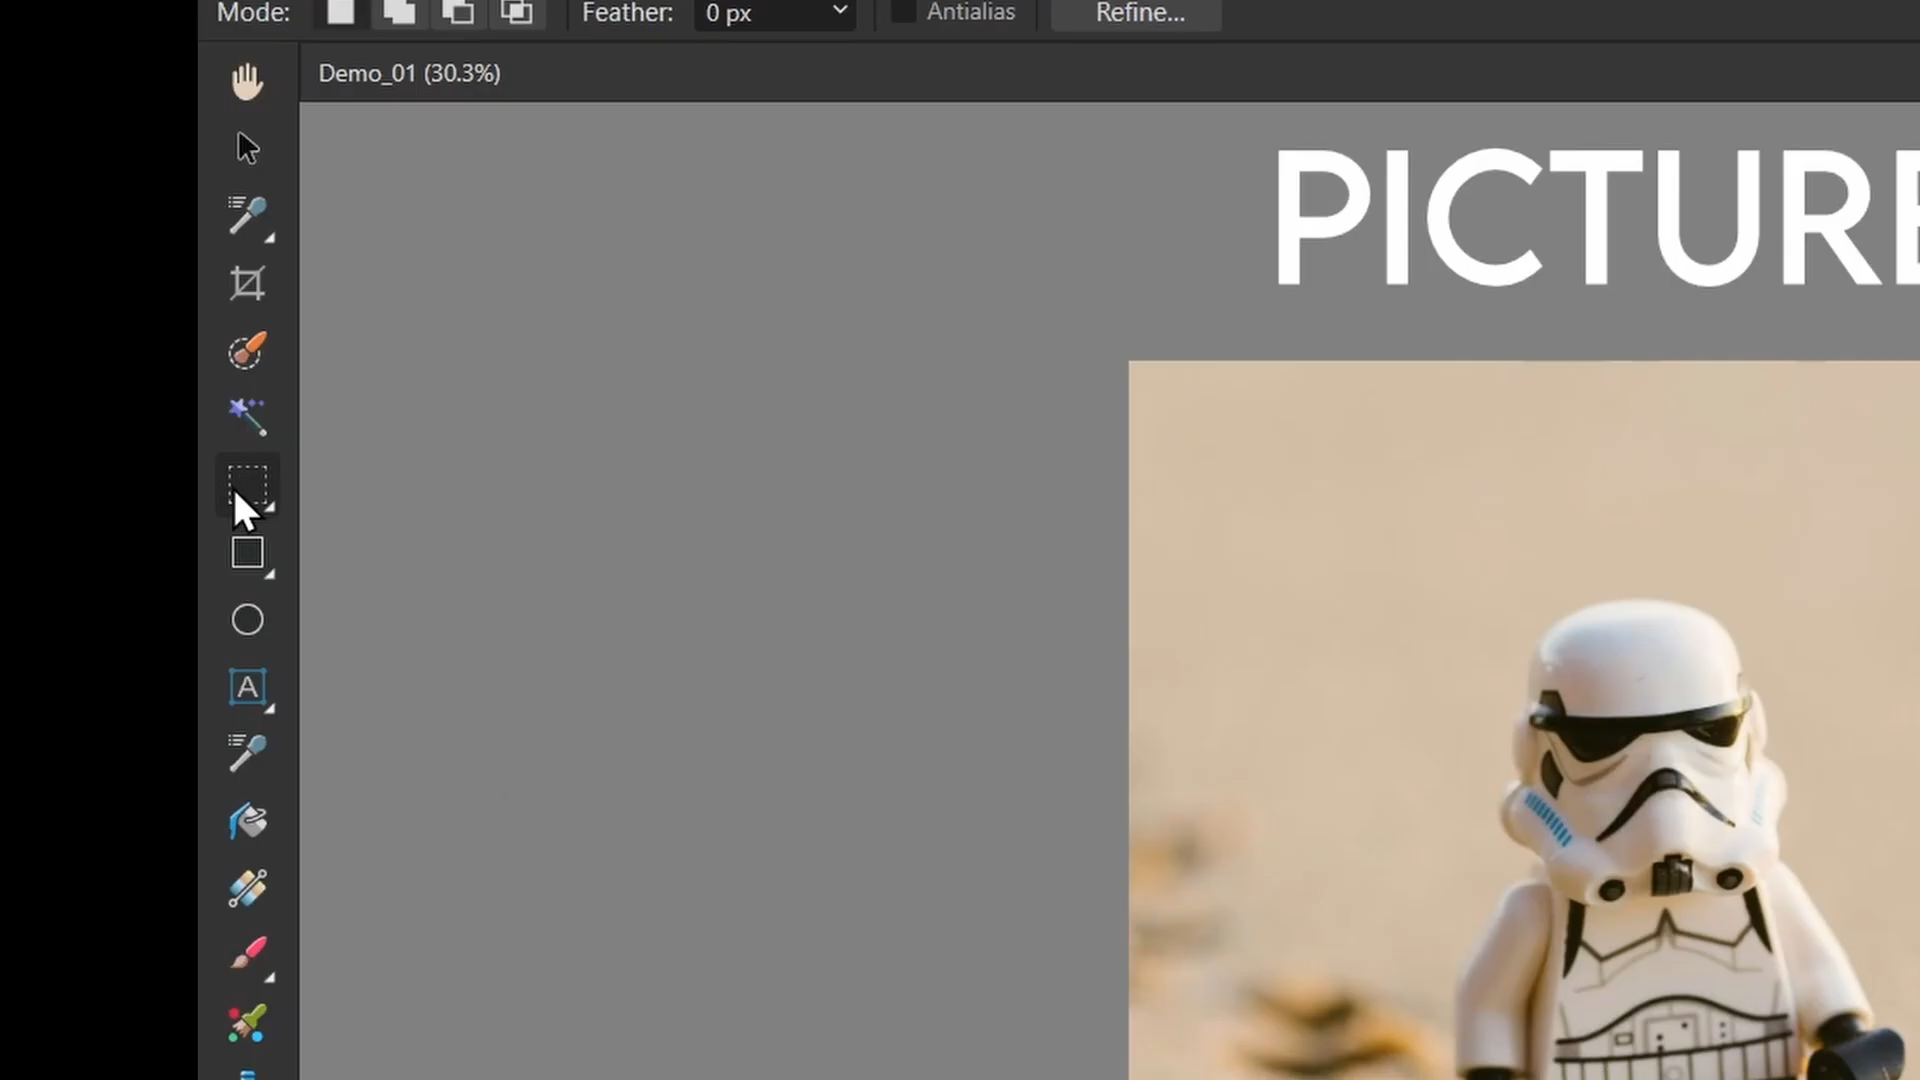 Mode: Feather: 0 px Antialias Refine...
Demo_01 (30.3%)
PICTURE
A